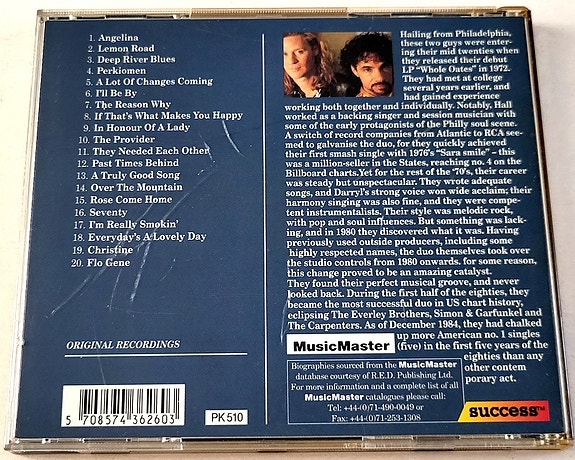 1. Angelina
2. Lemon Road
3. Deep River Blues
4. Perkiomen
5. A Lot Of Changes Coming
6. I'll Be By
7. The Reason Why
8. If That's What Makes You Happy
9. In Honour Of A Lady
10. The Provider
11. They Needed Each Other
12. Past Times Behind
13. A Truly Good Song
14. Over The Mountain
15. Rose Come Home
16. Seventy
17. I'm Really Smokin'
18. Everyday's A Lovely Day
19. Christine
20. Flo Gene
ORIGINAL RECORDINGS
5 708574 362603
PK 510
Hailing from Philadelphia,
these two guys were enter-
ing their mid twenties when
they released their debut
LP "Whole Oates" in 1972.
They had met at college
several years earlier, and
had gained experience
working both together and individually. Notably, Hall
worked as a backing singer and session musician with
some of the early protagonists of the Philly soul scene.
A switch of record companies from Atlantic to RCA see-
med to galvanise the duo, for they quickly achieved
their first smash single with 1976's "Sara smile" - this
was a million-seller in the States, reaching no. 4 on the
Billboard charts.Yet for the rest of the '70's, their career
was steady but unspectacular. They wrote adequate
songs, and Darryl's strong voice won wide acclaim; their
harmony singing was also fine, and they were compe-
tent instrumentalists. Their style was melodic rock,
with pop and soul influences. But something was lack-
ing, and in 1980 they discovered what it was. Having
previously used outside producers, including some
highly respected names, the duo themselves took over
the studio controls from 1980 onwards. for some reason,
this change proved to be an amazing catalyst.
They found their perfect musical groove, and never
looked back. During the first half of the eighties, they
became the most successful duo in US chart history,
eclipsing The Everley Brothers, Simon & Garfunkel and
The Carpenters. As of December 1984, they had chalked
up more American no. 1 singles
(five) in the first five years of the
eighties than any
other contem
porary act.
MusicMaster
Biographies sourced from the MusicMaster
database courtesy of R.E.D. Publishing Ltd.
For more information and a complete list of all
MusicMaster catalogues please call:
Tel: +44-(0)71-490-0049 or
Fax: +44-(0)71-253-1308
success™